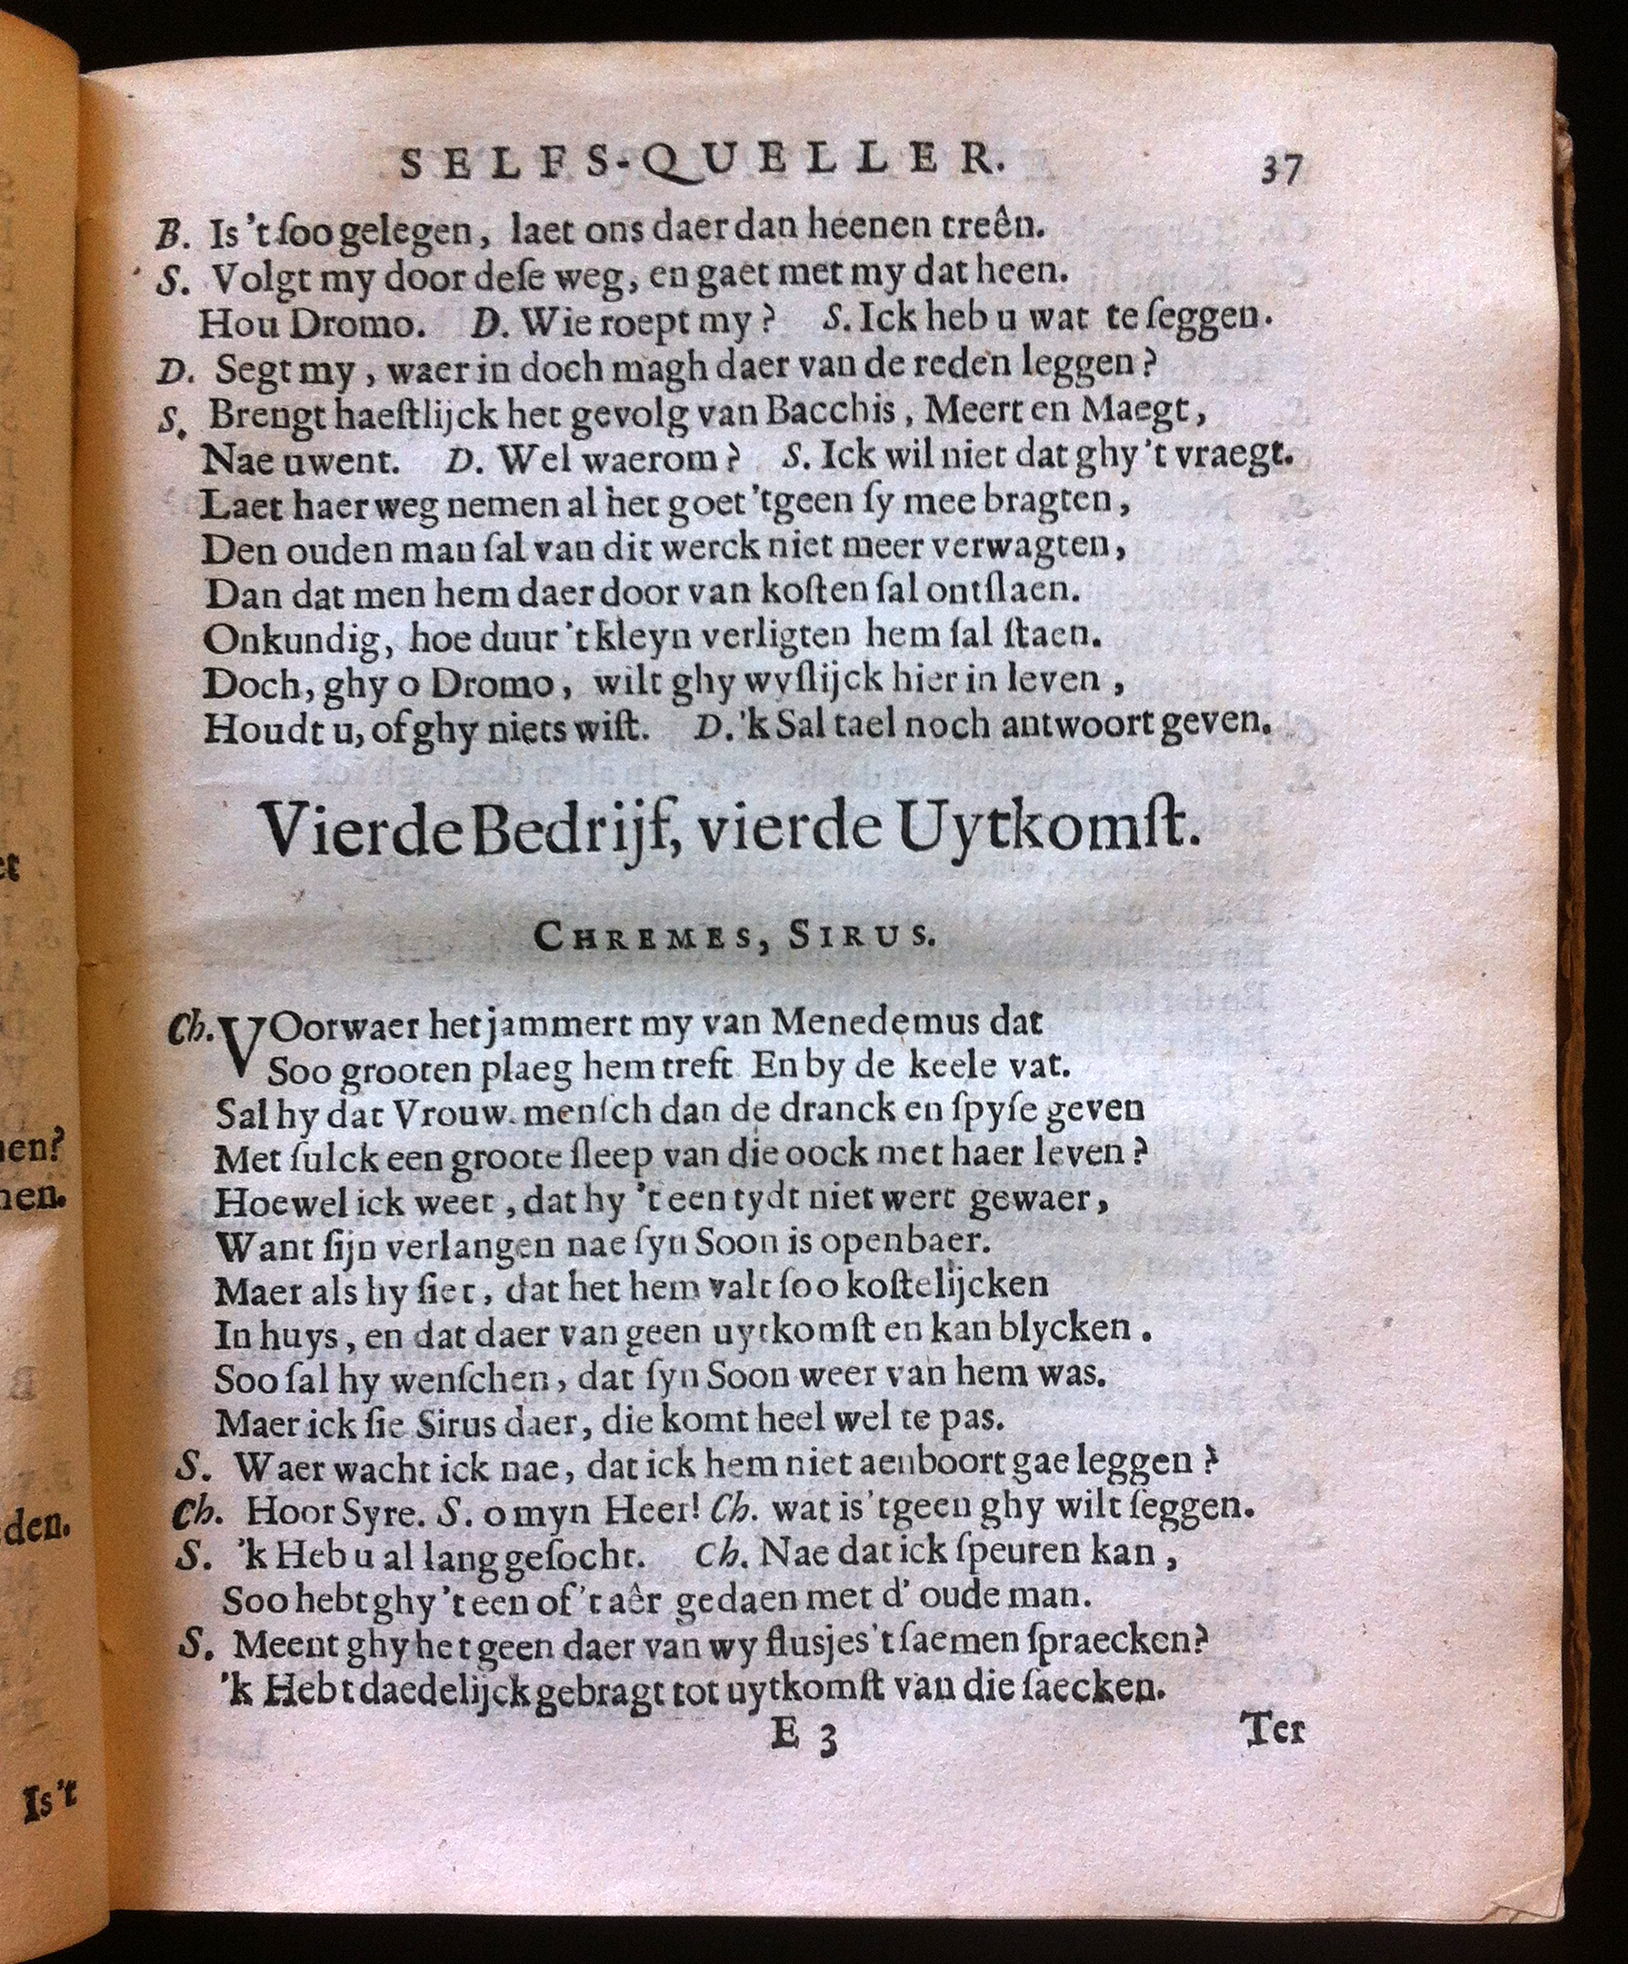 SELFS-QUELLER. 37
B. Is 't ſoo gelegen, laet ons daer dan heenen treên.
S. Volgt my door deſe weg, en gaet met my dat heen.
Hou Dromo. D. Wie roept my? S. Ick heb u wat te ſeggen.
D. Segt my, waer in doch magh daer van de reden leggen?
S. Brengt haeſtlijck het gevolg van Bacchis, Meert en Maegt,
Nae uwent. D. Wel waerom? S. Ick wil niet dat ghy 't vraegt.
Laet haer weg nemen al het goet 'tgeen ſy mee bragten,
Den ouden man ſal van dit werck niet meer verwagten,
Dan dat men hem daer door van koſten ſal ontſlaen.
Onkundig, hoe duur 't kleyn verligten hem ſal ſtaen.
Doch, ghy o Dromo, wilt ghy wyſlijck hier in leven,
Houdt u, of ghy niets wiſt. D. 'k Sal tael noch antwoort geven.
Vierde Bedrijf, vierde Uytkomſt.
CHREMES, SIRUS.
Ch. VOorwaer het jammert my van Menedemus dat
Soo grooten plaeg hem treft En by de keele vat.
Sal hy dat Vrouw. menſch dan de dranck en ſpyſe geven
Met ſulck een groote ſleep van die oock met haer leven?
Hoewel ick weet, dat hy 't een tydt niet wert gewaer,
Want ſijn verlangen nae ſyn Soon is openbaer.
Maer als hy ſiet, dat het hem valt ſoo koſtelijcken
In huys, en dat daer van geen uytkomſt en kan blycken.
Soo ſal hy wenſchen, dat ſyn Soon weer van hem was.
Maer ick ſie Sirus daer, die komt heel wel te pas.
S. Waer wacht ick nae, dat ick hem niet aenboort gae leggen?
Ch. Hoor Syre. S. o myn Heer! Ch. wat is 'tgeen ghy wilt ſeggen.
S. 'k Heb u al lang geſocht. Ch. Nae dat ick ſpeuren kan,
Soo hebt ghy 't een of 't aêr gedaen met d' oude man.
S. Meent ghy het geen daer van wy fluſjes 't ſaemen ſpraecken?
'k Hebt daedelijck gebragt tot uytkomſt van die ſaecken.
E 3 Ter
et
nen?
nen.
den.
Is 't